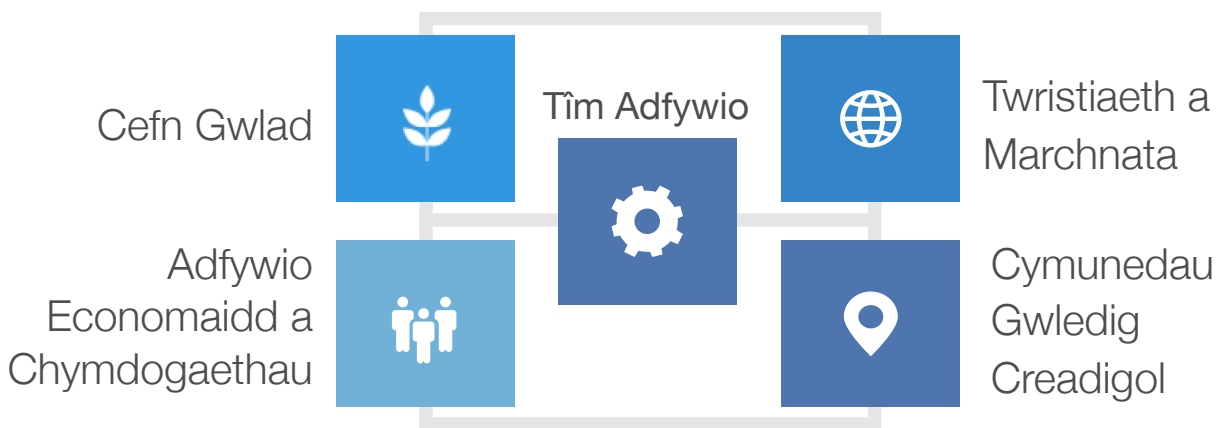 Cefn Gwlad
Tîm Adfywio
Twristiaeth a
Marchnata
Adfywio
Economaidd a
Chymdogaethau
Cymunedau
Gwledig
Creadigol